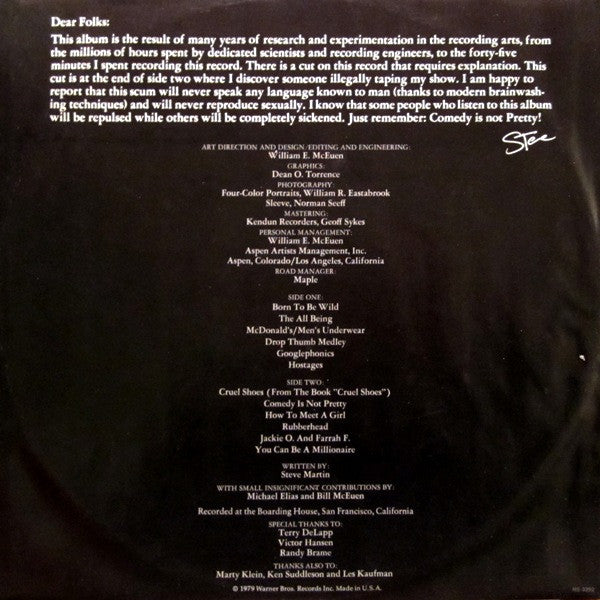 Dear Folks:
This album is the result of many years of research and experimentation in the recording arts, from
the millions of hours spent by dedicated scientists and recording engineers, to the forty-five
minutes I spent recording this record. There is a cut on this record that requires explanation. This
cut is at the end of side two where I discover someone illegally taping my show. I am happy to
report that this scum will never speak any language known to man (thanks to modern brainwash-
ing techniques) and will never reproduce sexually. I know that some people who listen to this album
will be repulsed while others will be completely sickened. Just remember: Comedy is not Pretty!
Stee
ART DIRECTION AND DESIGN/EDITING AND ENGINEERING:
William E. McEuen
GRAPHICS:
Dean O. Torrence
PHOTOGRAPHY:
Four-Color Portraits, William R. Eastabrook
Sleeve, Norman Seeff
MASTERING:
Kendun Recorders, Geoff Sykes
PERSONAL MANAGEMENT:
William E. McEuen
Aspen Artists Management, Inc.
Aspen, Colorado/Los Angeles, California
ROAD MANAGER:
Maple
SIDE ONE:
Born To Be Wild
The All Being
McDonald's/Men's Underwear
Drop Thumb Medley
Googlephonics
Hostages
SIDE TWO:
Cruel Shoes (From The Book "Cruel Shoes")
Comedy Is Not Pretty
How To Meet A Girl
Rubberhead
Jackie O. And Farrah F.
You Can Be A Millionaire
WRITTEN BY:
Steve Martin
WITH SMALL INSIGNIFICANT CONTRIBUTIONS BY:
Michael Elias and Bill McEuen
Recorded at the Boarding House, San Francisco, California
SPECIAL THANKS TO:
Terry DeLapp
Victor Hansen
Randy Brame
THANKS ALSO TO:
Marty Klein, Ken Suddleson and Les Kaufman
© 1979 Warner Bros. Records Inc. Made in U.S.A.
HS-3392